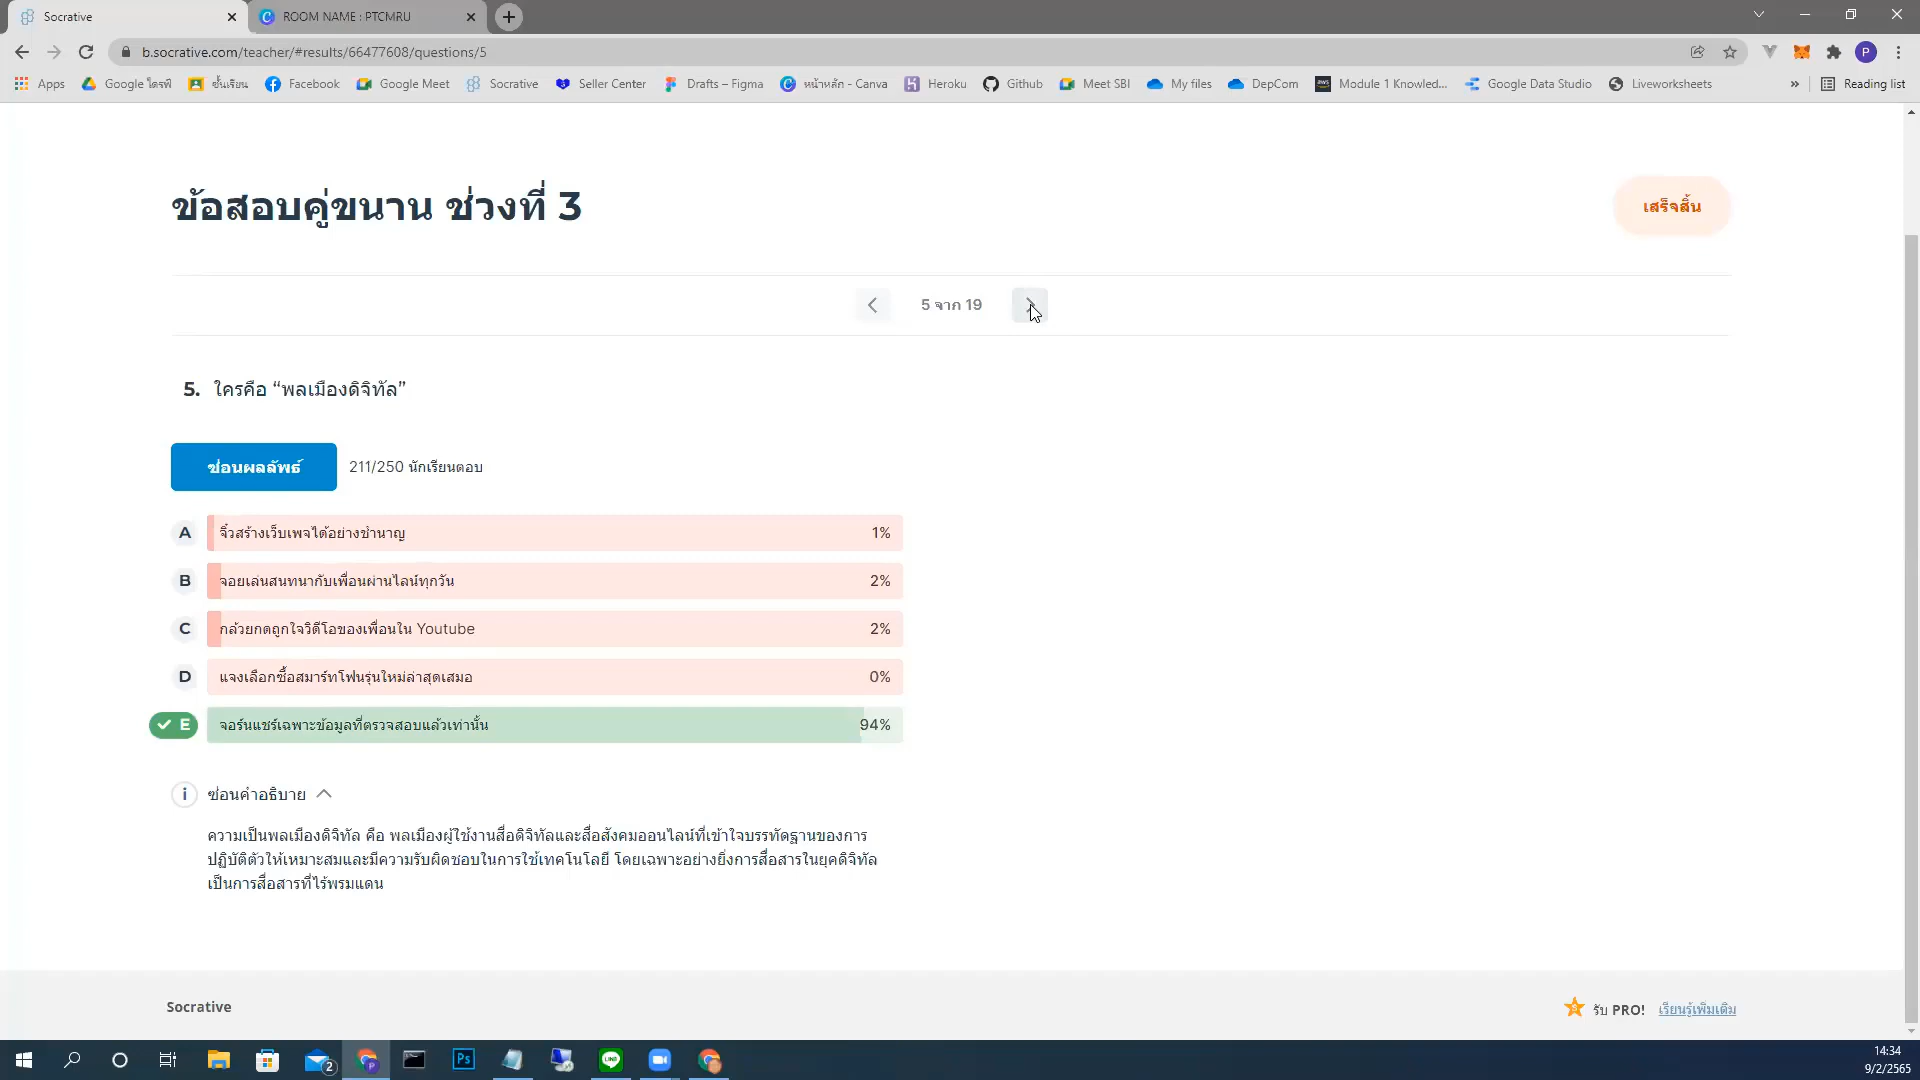 Socrative
ROOM NAME : PTCMRU
b.socrative.com/teacher/#results/66477608/questions/5
P
Apps
Google ไดรฟ์
ชั้นเรียน
Facebook
Google Meet
Socrative
Seller Center
Drafts – Figma
หน้าหลัก - Canva
Heroku
Github
Meet SBI
My files
DepCom
Module 1 Knowled...
Google Data Studio
Liveworksheets
»
Reading list
ข้อสอบคู่ขนาน ช่วงที่ 3
เสร็จสิ้น
5 จาก 19
5. ใครคือ “พลเมืองดิจิทัล”
ซ่อนผลลัพธ์
211/250 นักเรียนตอบ
A จิ๋วสร้างเว็บเพจได้อย่างชำนาญ 1%
B จอยเล่นสนทนากับเพื่อนผ่านไลน์ทุกวัน 2%
C กล้วยกดถูกใจวิดีโอของเพื่อนใน Youtube 2%
D แจงเลือกซื้อสมาร์ทโฟนรุ่นใหม่ล่าสุดเสมอ 0%
E จอร์นแชร์เฉพาะข้อมูลที่ตรวจสอบแล้วเท่านั้น 94%
i ซ่อนคำอธิบาย
ความเป็นพลเมืองดิจิทัล คือ พลเมืองผู้ใช้งานสื่อดิจิทัลและสื่อสังคมออนไลน์ที่เข้าใจบรรทัดฐานของการ
ปฏิบัติตัวให้เหมาะสมและมีความรับผิดชอบในการใช้เทคโนโลยี โดยเฉพาะอย่างยิ่งการสื่อสารในยุคดิจิทัล
เป็นการสื่อสารที่ไร้พรมแดน
Socrative
รับ PRO! เรียนรู้เพิ่มเติม
2
Ps
LINE
14:34
9/2/2565